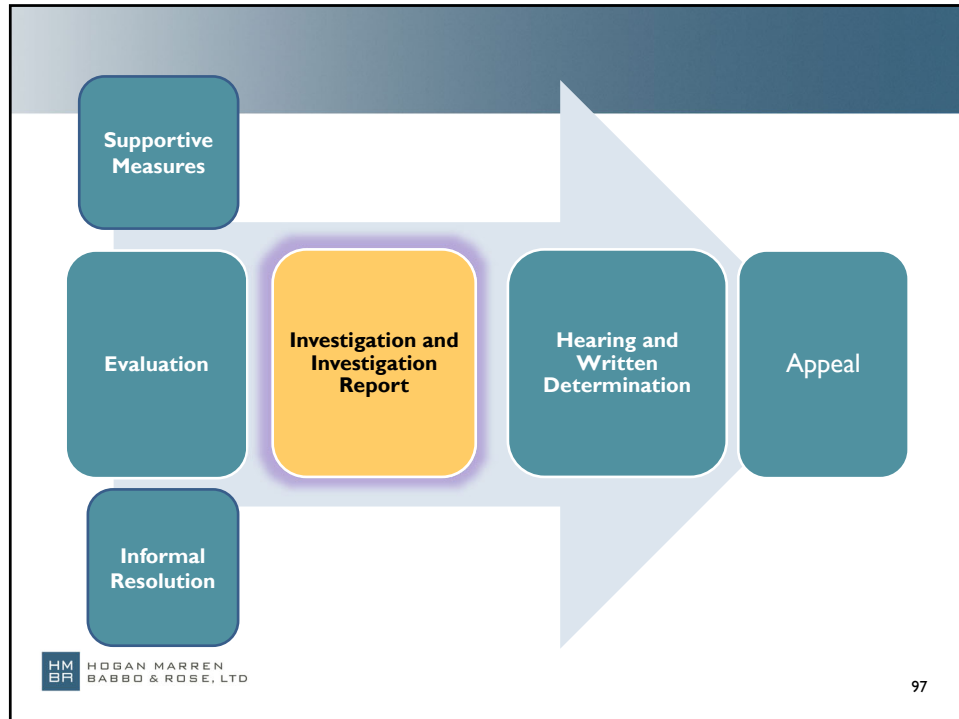 Supportive
Measures
Evaluation
Investigation and
Investigation
Report
Hearing and
Written
Determination
Appeal
Informal
Resolution
HM
BR
HOGAN MARREN
BABBO & ROSE, LTD
97